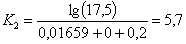 K₂ = lg(17,5) / (0,01659 + 0 + 0,2) = 5,7